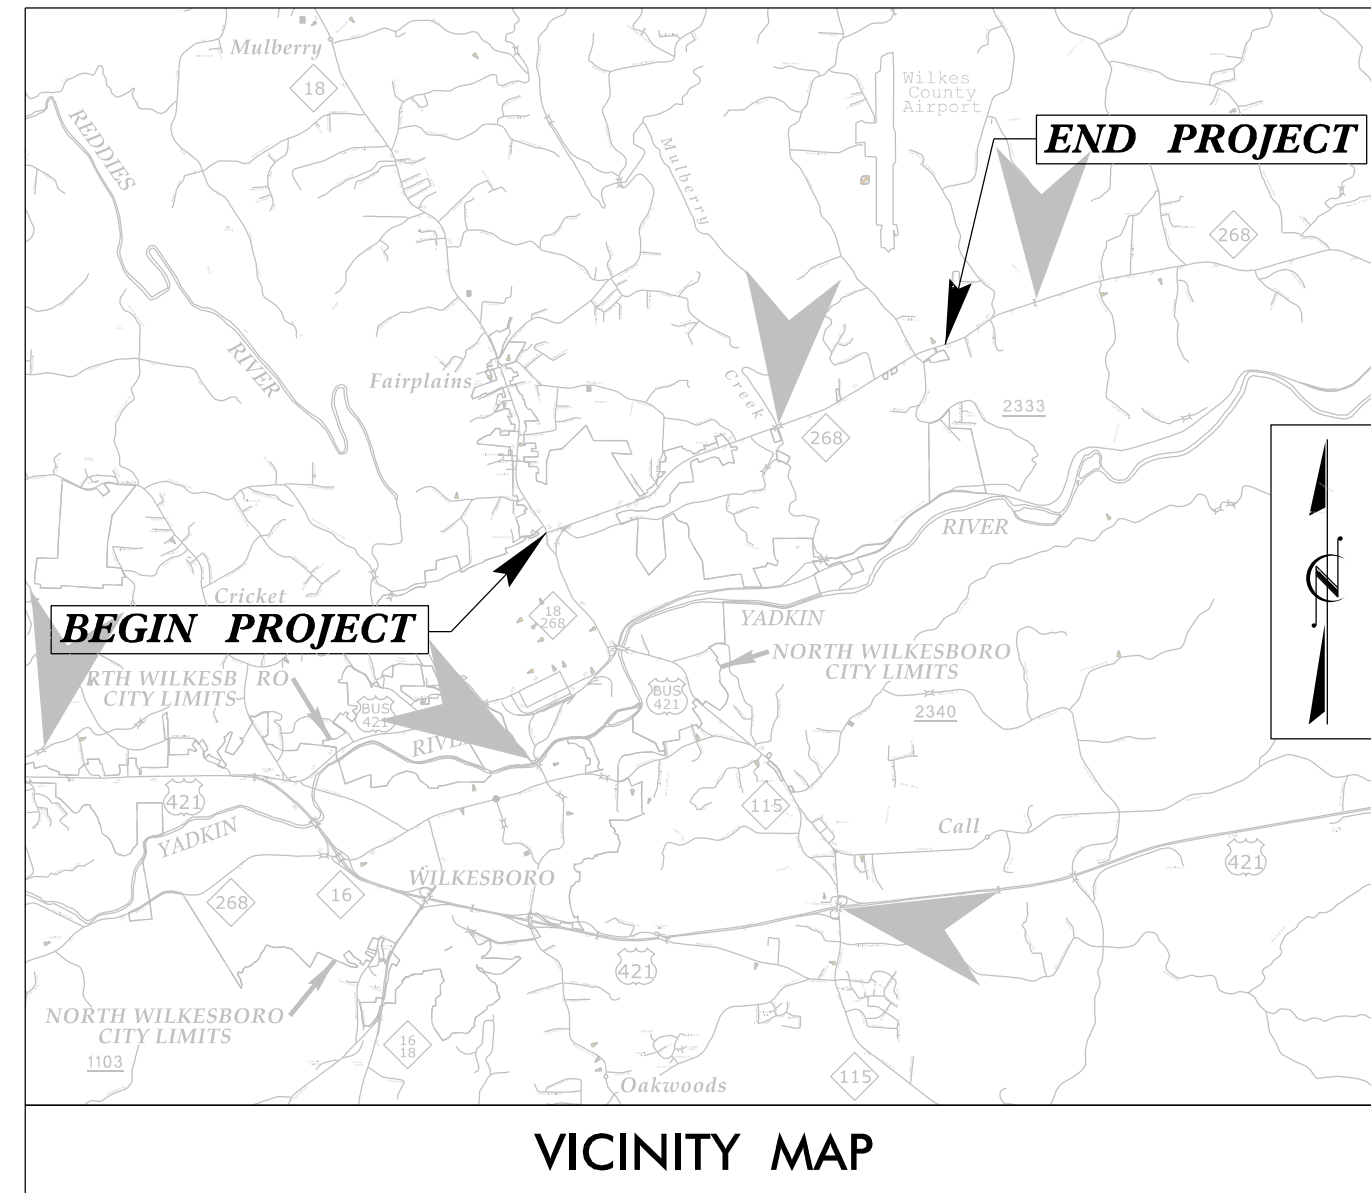 Mulberry
18
Wilkes
County
Airport
REDDIES
END PROJECT
Mulberry
268
RIVER
Fairplains
Creek
2333
268
RIVER
Cricket
18
268
BEGIN PROJECT
YADKIN
NORTH WILKESBORO
CITY LIMITS
RTH WILKESB RO
CITY LIMITS
BUS
421
BUS
421
2340
RIVER
421
115
YADKIN
Call
421
WILKESBORO
268
16
421
NORTH WILKESBORO
CITY LIMITS
16
18
1103
Oakwoods
115
N
VICINITY MAP